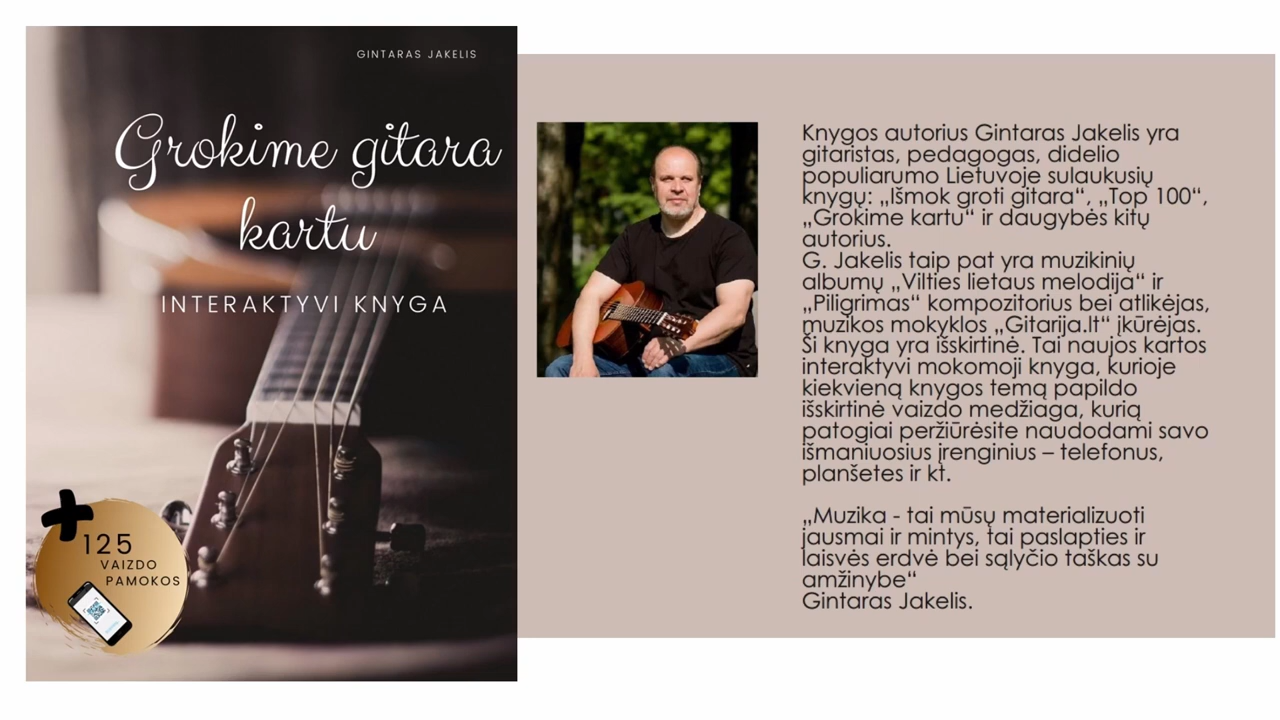 GINTARAS JAKELIS
Grokime gitara
kartu
INTERAKTYVI KNYGA
125
VAIZDO
PAMOKOS
Knygos autorius Gintaras Jakelis yra
gitaristas, pedagogas, didelio
populiarumo Lietuvoje sulaukusių
knygų: „Išmok groti gitara“, „Top 100“,
„Grokime kartu“ ir daugybės kitų
autorius.
G. Jakelis taip pat yra muzikinių
albumų „Vilties lietaus melodija“ ir
„Piligrimas“ kompozitorius bei atlikėjas,
muzikos mokyklos „Gitarija.lt“ įkūrėjas.
Ši knyga yra išskirtinė. Tai naujos kartos
interaktyvi mokomoji knyga, kurioje
kiekvieną knygos temą papildo
išskirtinė vaizdo medžiaga, kurią
patogiai peržiūrėsite naudodami savo
išmaniuosius įrenginius – telefonus,
planšetes ir kt.
„Muzika - tai mūsų materializuoti
jausmai ir mintys, tai paslapties ir
laisvės erdvė bei sąlyčio taškas su
amžinybe“
Gintaras Jakelis.